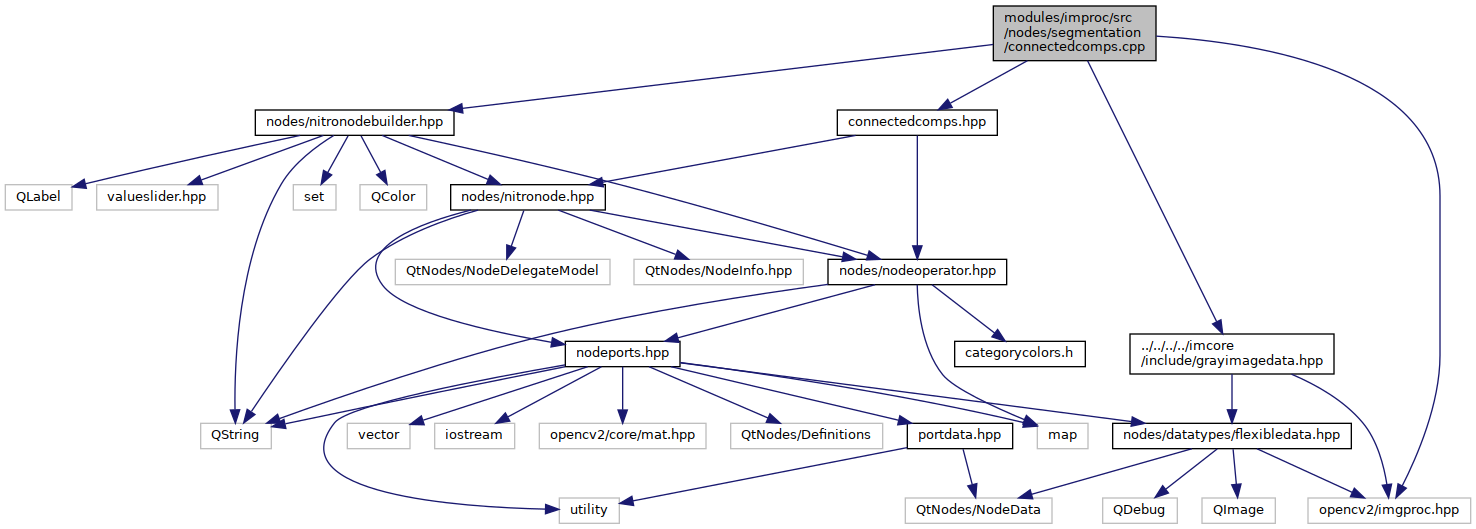 modules/improc/src
/nodes/segmentation
/connectedcomps.cpp
nodes/nitronodebuilder.hpp
connectedcomps.hpp
QLabel
valueslider.hpp
set
QColor
nodes/nitronode.hpp
QtNodes/NodeDelegateModel
QtNodes/NodeInfo.hpp
nodes/nodeoperator.hpp
nodeports.hpp
categorycolors.h
../../../../imcore
/include/grayimagedata.hpp
QString
vector
iostream
opencv2/core/mat.hpp
QtNodes/Definitions
portdata.hpp
map
nodes/datatypes/flexibledata.hpp
utility
QtNodes/NodeData
QDebug
QImage
opencv2/imgproc.hpp